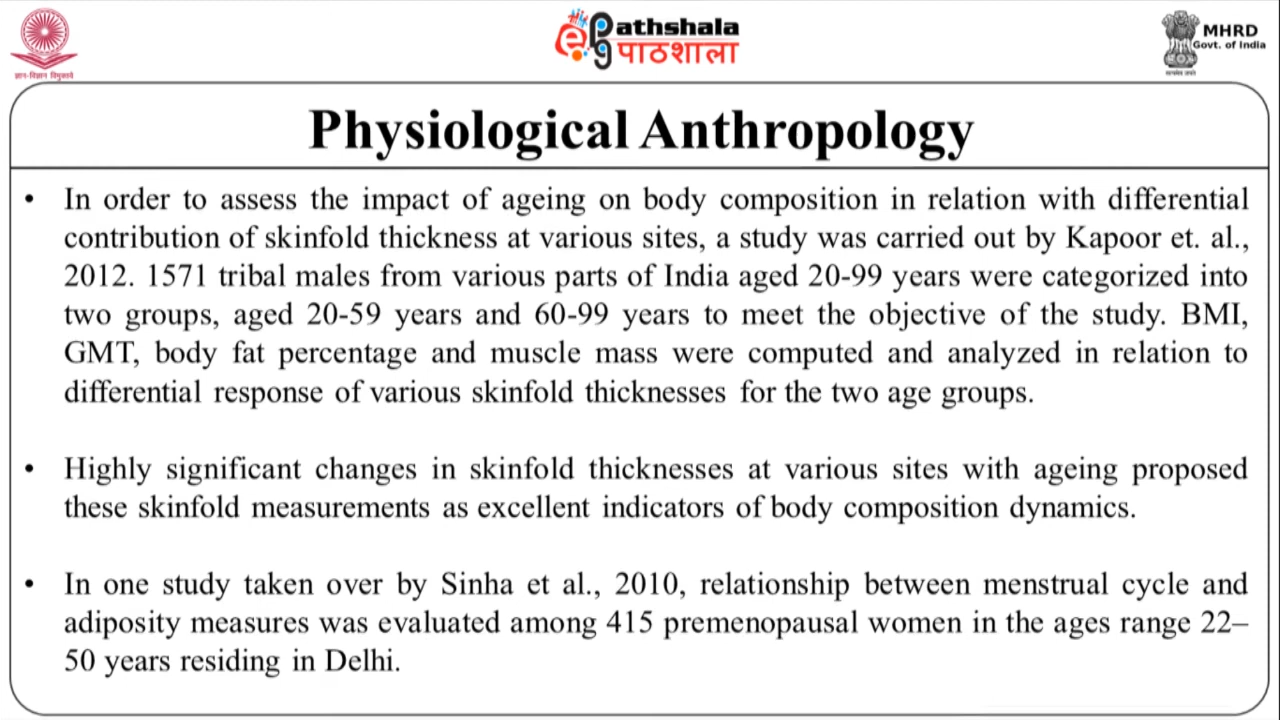 ज्ञान-विज्ञान विमुक्तये
ePathshala
पाठशाला
MHRD
Govt. of India
सत्यमेव जयते
Physiological Anthropology
• In order to assess the impact of ageing on body composition in relation with differential
contribution of skinfold thickness at various sites, a study was carried out by Kapoor et. al.,
2012. 1571 tribal males from various parts of India aged 20-99 years were categorized into
two groups, aged 20-59 years and 60-99 years to meet the objective of the study. BMI,
GMT, body fat percentage and muscle mass were computed and analyzed in relation to
differential response of various skinfold thicknesses for the two age groups.
• Highly significant changes in skinfold thicknesses at various sites with ageing proposed
these skinfold measurements as excellent indicators of body composition dynamics.
• In one study taken over by Sinha et al., 2010, relationship between menstrual cycle and
adiposity measures was evaluated among 415 premenopausal women in the ages range 22–
50 years residing in Delhi.